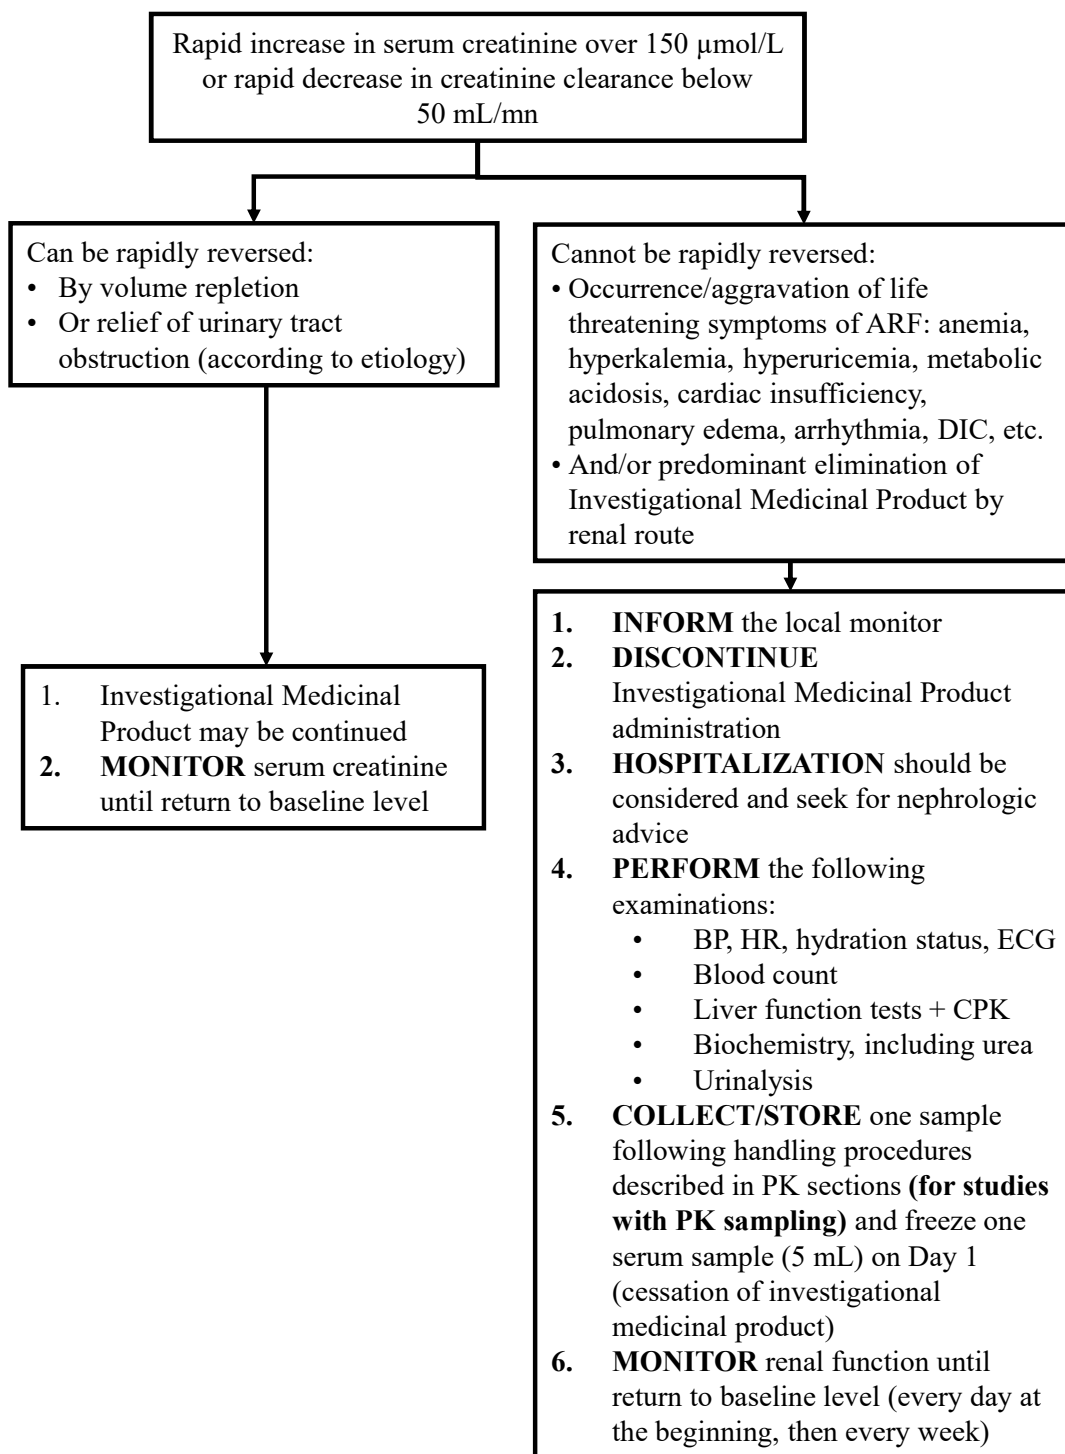 Rapid increase in serum creatinine over 150 µmol/L
or rapid decrease in creatinine clearance below
50 mL/mn
Can be rapidly reversed:
• By volume repletion
• Or relief of urinary tract
obstruction (according to etiology)
Cannot be rapidly reversed:
• Occurrence/aggravation of life
threatening symptoms of ARF: anemia,
hyperkalemia, hyperuricemia, metabolic
acidosis, cardiac insufficiency,
pulmonary edema, arrhythmia, DIC, etc.
• And/or predominant elimination of
Investigational Medicinal Product by
renal route
1. Investigational Medicinal
Product may be continued
2. MONITOR serum creatinine
until return to baseline level
1. INFORM the local monitor
2. DISCONTINUE
Investigational Medicinal Product
administration
3. HOSPITALIZATION should be
considered and seek for nephrologic
advice
4. PERFORM the following
examinations:
• BP, HR, hydration status, ECG
• Blood count
• Liver function tests + CPK
• Biochemistry, including urea
• Urinalysis
5. COLLECT/STORE one sample
following handling procedures
described in PK sections (for studies
with PK sampling) and freeze one
serum sample (5 mL) on Day 1
(cessation of investigational
medicinal product)
6. MONITOR renal function until
return to baseline level (every day at
the beginning, then every week)